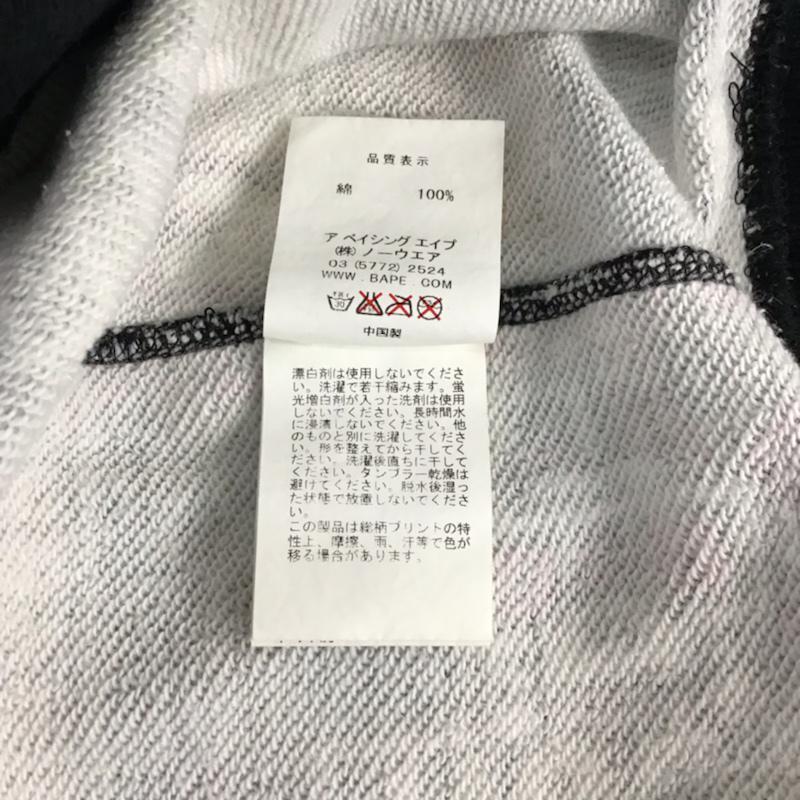 品質表示
綿 100%
ア ベイシング エイプ
(株) ノーウエア
03 (5772) 2524
WWW.BAPE.COM
中国製
漂白剤は使用しないでくださ
い。洗濯で若干縮みます。蛍
光増白剤が入った洗剤は使用
しないでください。長時間水
に浸漬しないでください。他
のものと別に洗濯してくださ
い。形を整えてから干してく
ださい。洗濯後直ちに干して
ください。タンブラー乾燥は
避けてください。脱水後湿っ
た状態で放置しないでくださ
い。
この製品は総柄プリントの特
性上、摩擦、雨、汗等で色が
移る場合があります。